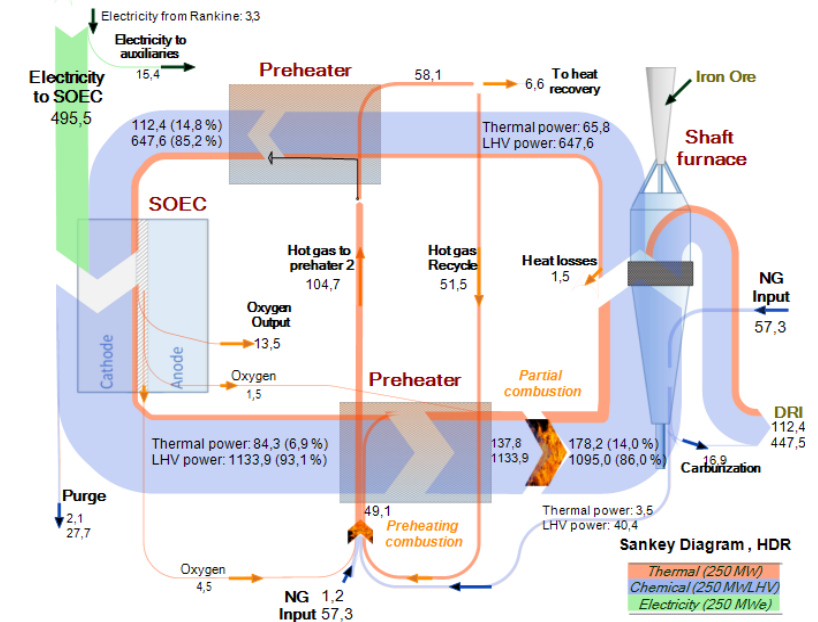 Electricity from Rankine: 3,3
Electricity to
auxiliaries
15,4
Electricity
to SOEC
495,5
Preheater
58,1
6,6
To heat
recovery
Iron Ore
Shaft
furnace
112,4 (14,8 %)
647,6 (85,2 %)
Thermal power: 65,8
LHV power: 647,6
SOEC
Hot gas to
prehater 2
104,7
Hot gas
Recycle
51,5
Heat losses
1,5
NG
Input
57,3
Oxygen
Output
13,5
Cathode
Anode
Oxygen
1,5
Preheater
Partial
combustion
DRI
112,4
447,5
Thermal power: 84,3 (6,9 %)
LHV power: 1133,9 (93,1 %)
137,8
1133,9
178,2 (14,0 %)
1095,0 (86,0 %)
16,9
Carburization
Purge
2,1
27,7
49,1
Preheating
combustion
Thermal power: 3,5
LHV power: 40,4
Oxygen
4,5
NG 1,2
Input 57,3
Sankey Diagram , HDR
Thermal (250 MW)
Chemical (250 MWLHV)
Electricity (250 MWe)